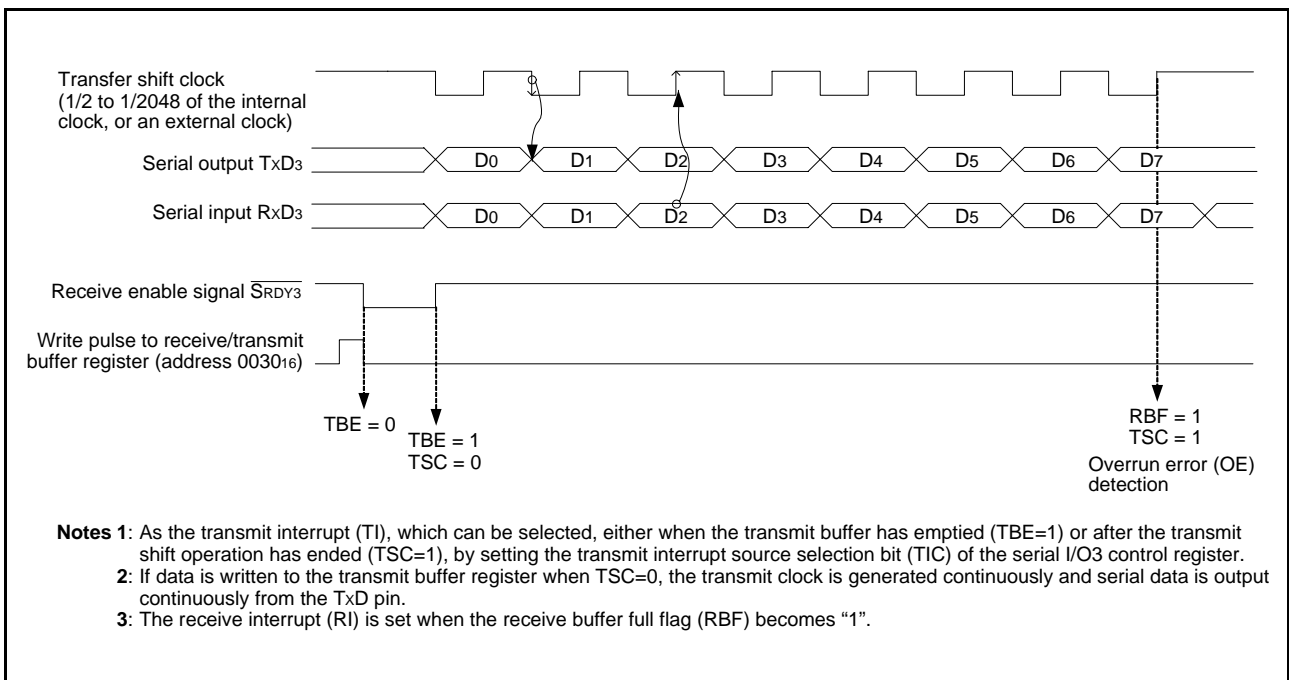 Transfer shift clock
(1/2 to 1/2048 of the internal
clock, or an external clock)
Serial output TxD3
D0 D1 D2 D3 D4 D5 D6 D7
Serial input RxD3
D0 D1 D2 D3 D4 D5 D6 D7
Receive enable signal SRDY3
Write pulse to receive/transmit
buffer register (address 003016)
TBE = 0
TBE = 1
TSC = 0
RBF = 1
TSC = 1
Overrun error (OE)
detection
Notes 1: As the transmit interrupt (TI), which can be selected, either when the transmit buffer has emptied (TBE=1) or after the transmit
shift operation has ended (TSC=1), by setting the transmit interrupt source selection bit (TIC) of the serial I/O3 control register.
2: If data is written to the transmit buffer register when TSC=0, the transmit clock is generated continuously and serial data is output
continuously from the TxD pin.
3: The receive interrupt (RI) is set when the receive buffer full flag (RBF) becomes “1”.